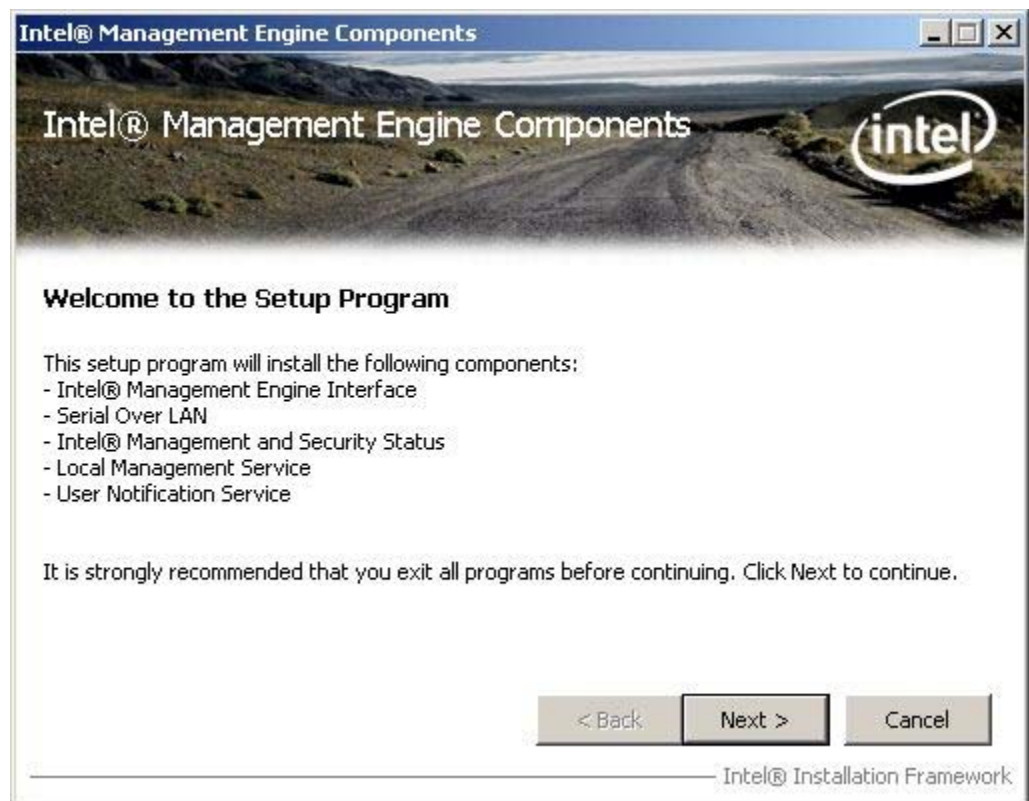 Intel® Management Engine Components
Intel® Management Engine Components
intel
Welcome to the Setup Program
This setup program will install the following components:
- Intel® Management Engine Interface
- Serial Over LAN
- Intel® Management and Security Status
- Local Management Service
- User Notification Service
It is strongly recommended that you exit all programs before continuing. Click Next to continue.
< Back
Next >
Cancel
Intel® Installation Framework